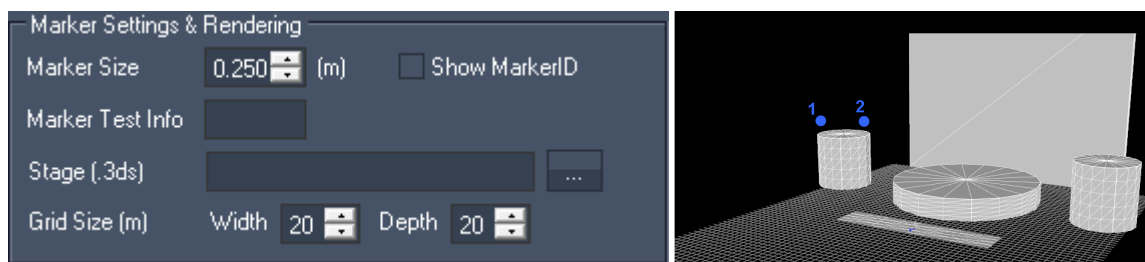 Marker Settings & Rendering
Marker Size 0.250 (m) Show MarkerID
Marker Test Info
Stage (.3ds) ...
Grid Size (m) Width 20 Depth 20
1 2